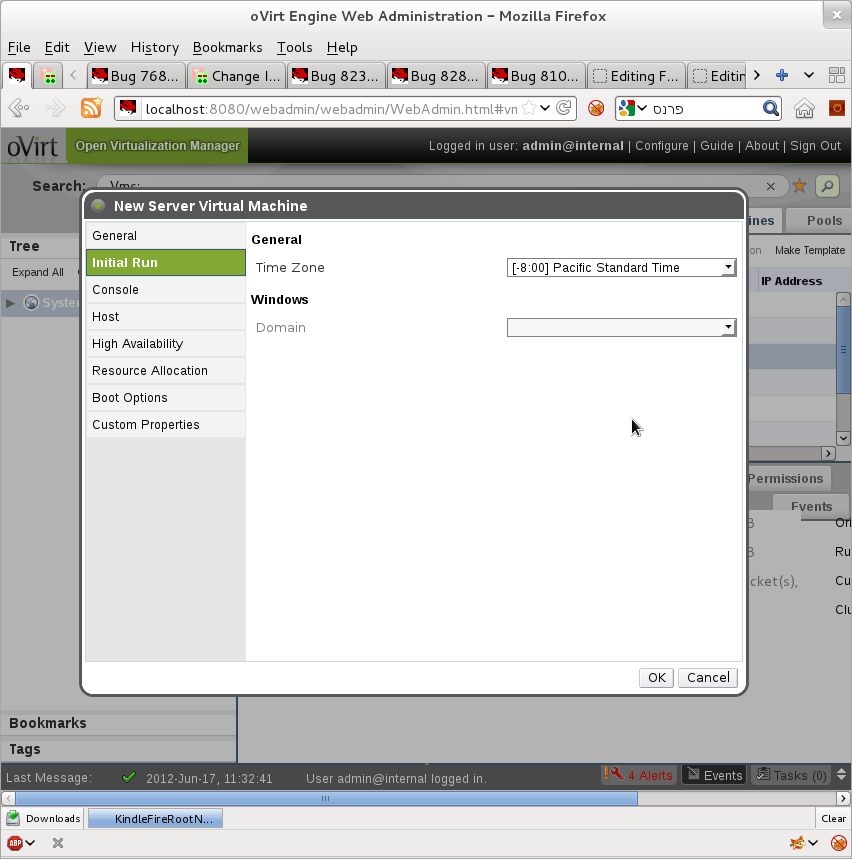 oVirt Engine Web Administration – Mozilla Firefox
File Edit View History Bookmarks Tools Help
Bug 768... Change I... Bug 823... Bug 828... Bug 810... Editing F... Editin
localhost:8080/webadmin/webadmin/WebAdmin.html#vm פרנס
oVirt Open Virtualization Manager Logged in user: admin@internal | Configure | Guide | About | Sign Out
Search: Vms:
New Server Virtual Machine
General
Initial Run
Console
Host
High Availability
Resource Allocation
Boot Options
Custom Properties
General
Time Zone [-8:00] Pacific Standard Time
Windows
Domain
OK Cancel
Tree
Expand All
System
ines Pools
on Make Template
IP Address
Permissions
Events
B Ori
B Ru
cket(s), Cu
Clu
Bookmarks
Tags
Last Message: 2012-Jun-17, 11:32:41 User admin@internal logged in. 4 Alerts Events Tasks (0)
Downloads KindleFireRootN... Clear
ABP